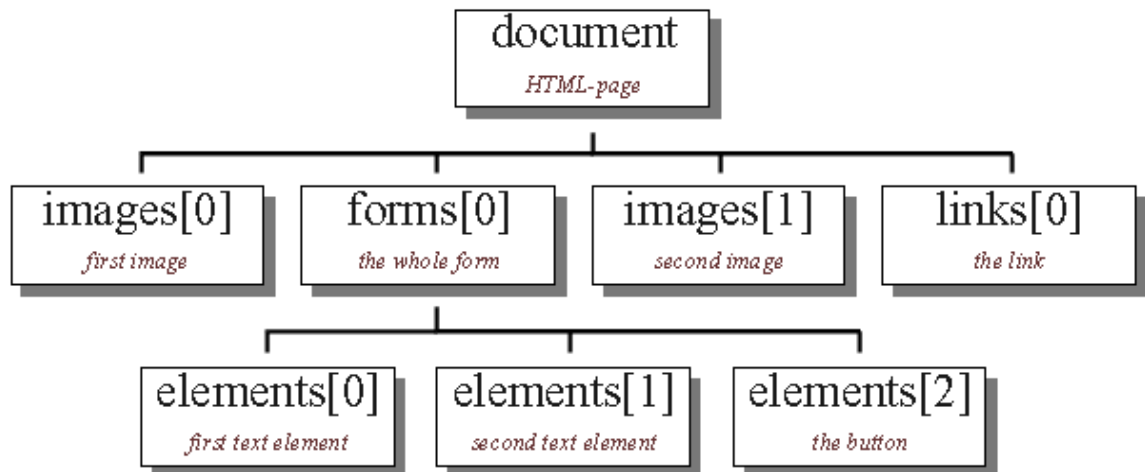 document
HTML-page
images[0]
first image
forms[0]
the whole form
images[1]
second image
links[0]
the link
elements[0]
first text element
elements[1]
second text element
elements[2]
the button